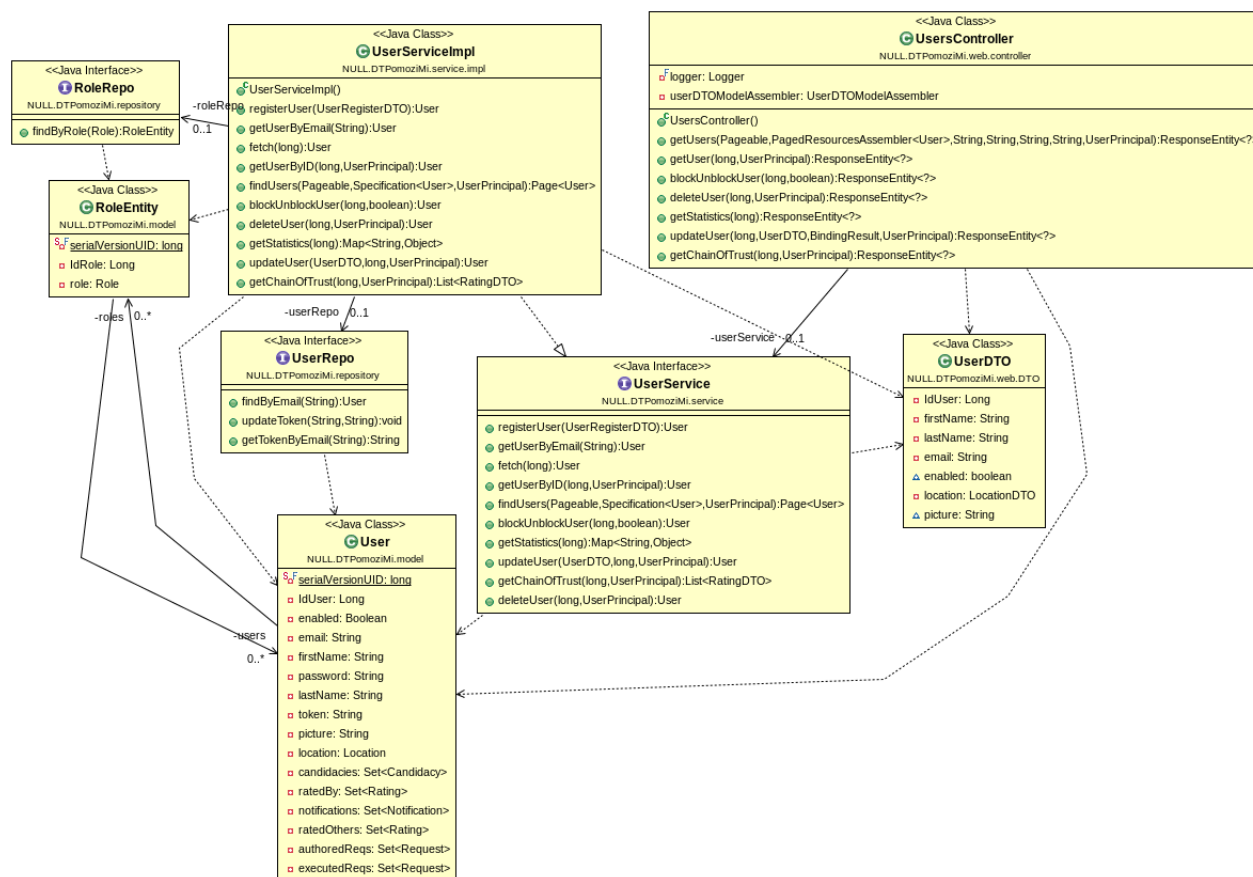 <<Java Interface>>
RoleRepo
NULL.DTPomoziMi.repository
findByRole(Role):RoleEntity
<<Java Class>>
UserServiceImpl
NULL.DTPomoziMi.service.impl
UserServiceImpl()
registerUser(UserRegisterDTO):User
getUserByEmail(String):User
fetch(long):User
getUserByID(long,UserPrincipal):User
findUsers(Pageable,Specification<User>,UserPrincipal):Page<User>
blockUnblockUser(long,boolean):User
deleteUser(long,UserPrincipal):User
getStatistics(long):Map<String,Object>
updateUser(UserDTO,long,UserPrincipal):User
getChainOfTrust(long,UserPrincipal):List<RatingDTO>
<<Java Class>>
UsersController
NULL.DTPomoziMi.web.controller
logger: Logger
userDTOModelAssembler: UserDTOModelAssembler
UsersController()
getUsers(Pageable,PagedResourcesAssembler<User>,String,String,String,String,UserPrincipal):ResponseEntity<?>
getUser(long,UserPrincipal):ResponseEntity<?>
blockUnblockUser(long,boolean):ResponseEntity<?>
deleteUser(long,UserPrincipal):ResponseEntity<?>
getStatistics(long):ResponseEntity<?>
updateUser(long,UserDTO,BindingResult,UserPrincipal):ResponseEntity<?>
getChainOfTrust(long,UserPrincipal):ResponseEntity<?>
-roleRepo
0..1
<<Java Class>>
RoleEntity
NULL.DTPomoziMi.model
serialVersionUID: long
IdRole: Long
role: Role
-roles
0..*
-userRepo
0..1
<<Java Interface>>
UserRepo
NULL.DTPomoziMi.repository
findByEmail(String):User
updateToken(String,String):void
getTokenByEmail(String):String
-userService
0..1
<<Java Interface>>
UserService
NULL.DTPomoziMi.service
registerUser(UserRegisterDTO):User
getUserByEmail(String):User
fetch(long):User
getUserByID(long,UserPrincipal):User
findUsers(Pageable,Specification<User>,UserPrincipal):Page<User>
blockUnblockUser(long,boolean):User
getStatistics(long):Map<String,Object>
updateUser(UserDTO,long,UserPrincipal):User
getChainOfTrust(long,UserPrincipal):List<RatingDTO>
deleteUser(long,UserPrincipal):User
<<Java Class>>
UserDTO
NULL.DTPomoziMi.web.DTO
IdUser: Long
firstName: String
lastName: String
email: String
enabled: boolean
location: LocationDTO
picture: String
<<Java Class>>
User
NULL.DTPomoziMi.model
serialVersionUID: long
IdUser: Long
enabled: Boolean
email: String
firstName: String
password: String
lastName: String
token: String
picture: String
location: Location
candidacies: Set<Candidacy>
ratedBy: Set<Rating>
notifications: Set<Notification>
ratedOthers: Set<Rating>
authoredReqs: Set<Request>
executedReqs: Set<Request>
-users
0..*